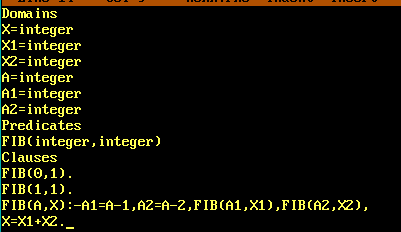 Domains
X=integer
X1=integer
X2=integer
A=integer
A1=integer
A2=integer
Predicates
FIB(integer,integer)
Clauses
FIB(0,1).
FIB(1,1).
FIB(A,X):-A1=A-1,A2=A-2,FIB(A1,X1),FIB(A2,X2),
X=X1+X2._